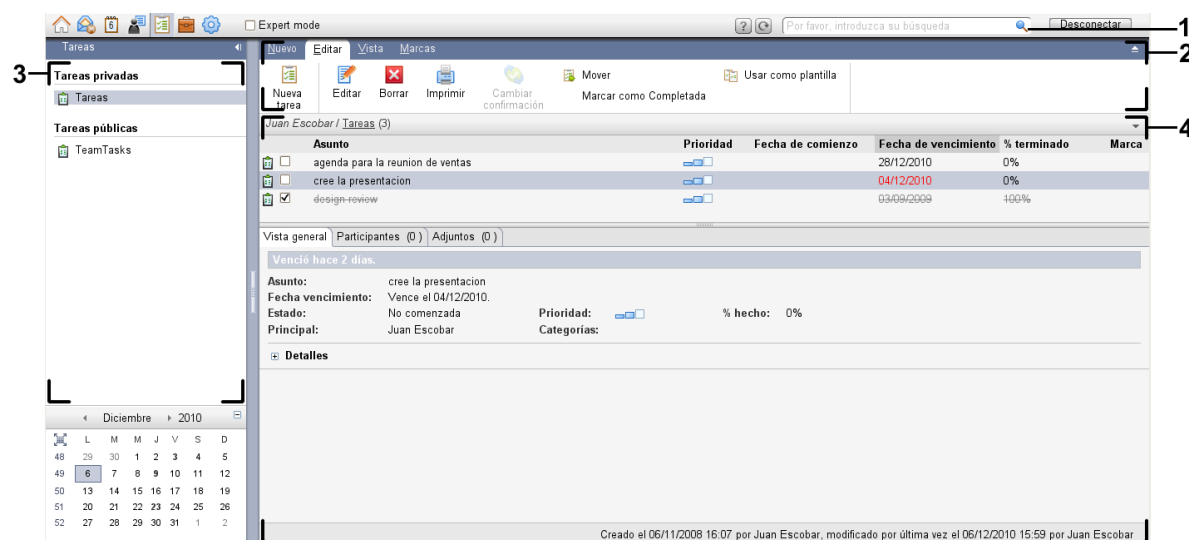 6
Expert mode
Por favor, introduzca su búsqueda
Desconectar
1
Tareas
Nuevo Editar Vista Marcas
2
3
Tareas privadas
Tareas
Tareas públicas
TeamTasks
Nueva tarea
Editar
Borrar
Imprimir
Cambiar confirmación
Mover
Marcar como Completada
Usar como plantilla
Juan Escobar / Tareas (3)
4
Asunto Prioridad Fecha de comienzo Fecha de vencimiento % terminado Marca
agenda para la reunion de ventas 28/12/2010 0%
cree la presentacion 04/12/2010 0%
design review 03/09/2009 100%
Vista general Participantes (0) Adjuntos (0)
Venció hace 2 días.
Asunto: cree la presentacion
Fecha vencimiento: Vence el 04/12/2010.
Estado: No comenzada Prioridad: % hecho: 0%
Principal: Juan Escobar Categorías:
Detalles
Diciembre 2010
L M M J V S D
48 29 30 1 2 3 4 5
49 6 7 8 9 10 11 12
50 13 14 15 16 17 18 19
51 20 21 22 23 24 25 26
52 27 28 29 30 31 1 2
Creado el 06/11/2008 16:07 por Juan Escobar, modificado por última vez el 06/12/2010 15:59 por Juan Escobar